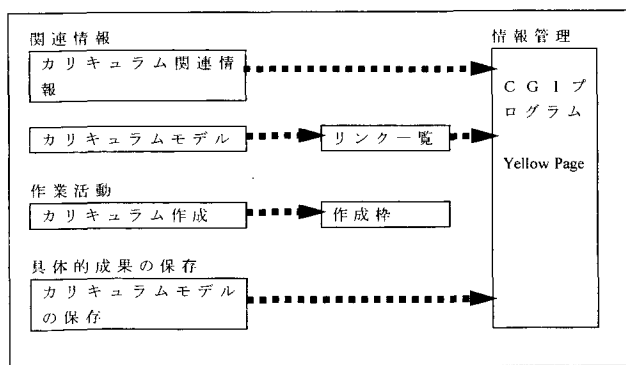 関連情報
カリキュラム関連情
報
カリキュラムモデル
リンク一覧
作業活動
カリキュラム作成
作成枠
具体的成果の保存
カリキュラムモデル
の保存
情報管理
CGIプ
ログラム
Yellow Page